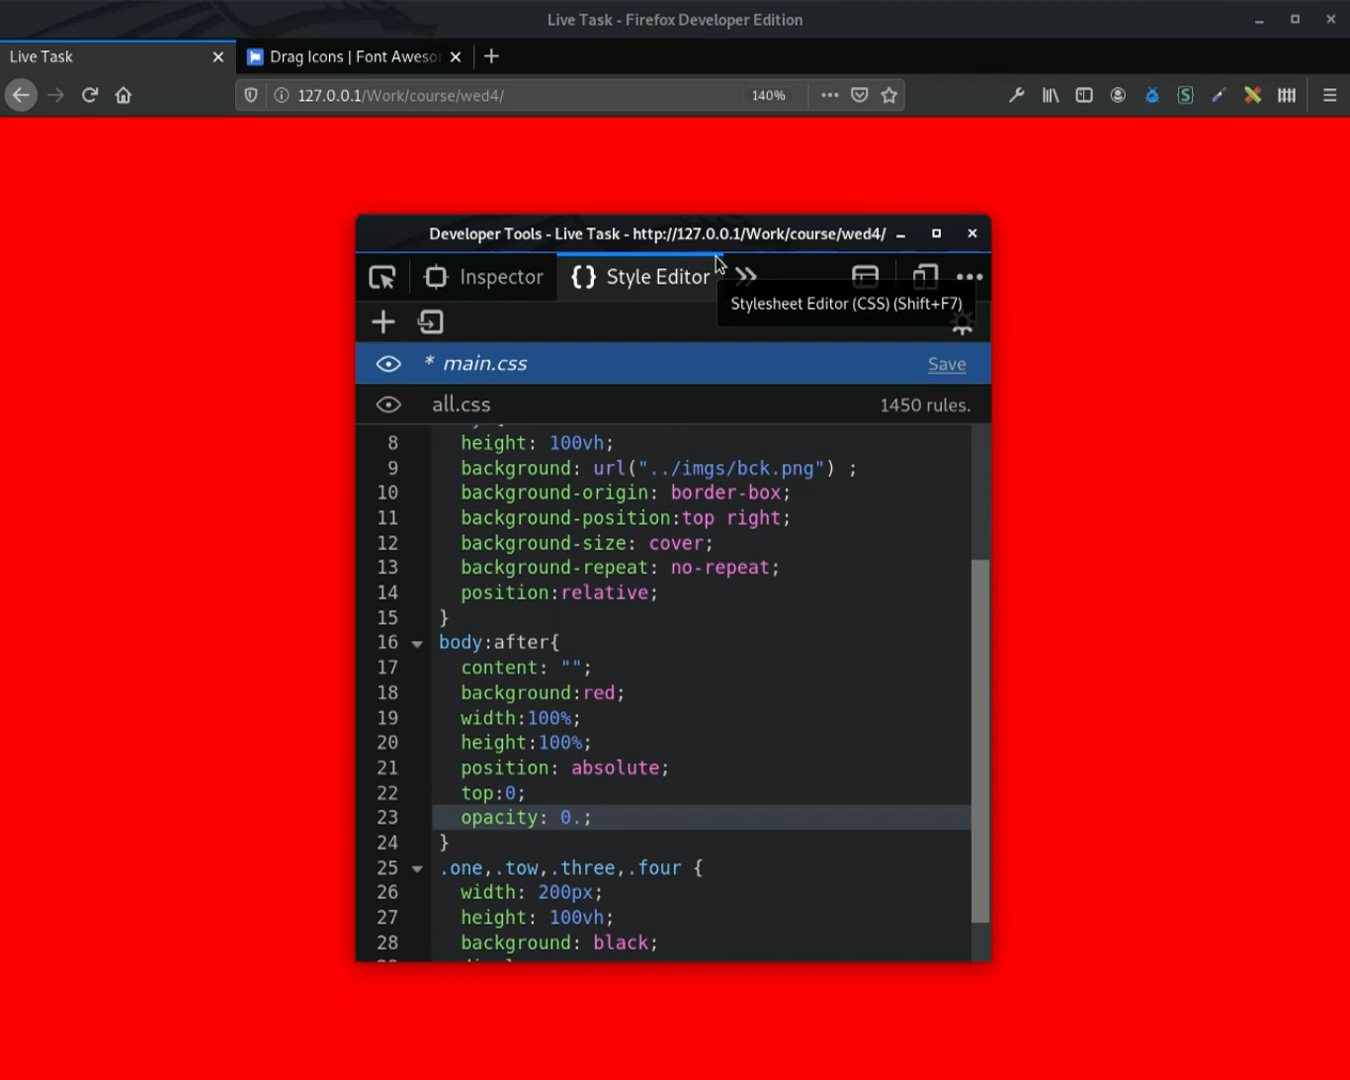 Live Task - Firefox Developer Edition
Live Task
Drag Icons | Font Aweso
127.0.0.1/Work/course/wed4/
140%
Developer Tools - Live Task - http://127.0.0.1/Work/course/wed4/
Inspector
{} Style Editor
Stylesheet Editor (CSS) (Shift+F7)
* main.css
Save
all.css
1450 rules.
8 height: 100vh;
9 background: url("../imgs/bck.png") ;
10 background-origin: border-box;
11 background-position:top right;
12 background-size: cover;
13 background-repeat: no-repeat;
14 position:relative;
15 }
16 body:after{
17 content: "";
18 background:red;
19 width:100%;
20 height:100%;
21 position: absolute;
22 top:0;
23 opacity: 0.;
24 }
25 .one,.tow,.three,.four {
26 width: 200px;
27 height: 100vh;
28 background: black;